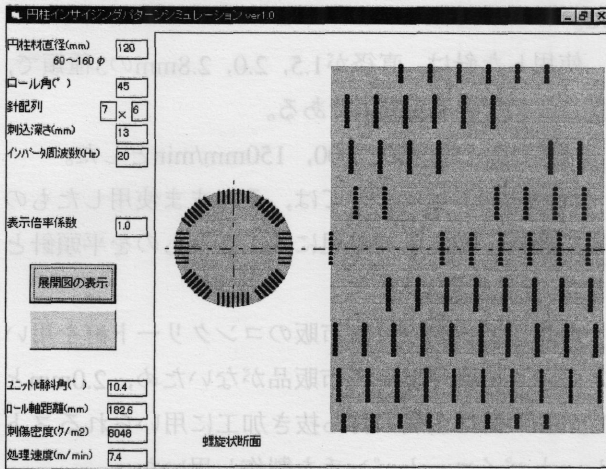 円柱インサイジングパターンシミュレーション ver1.0
円柱材直径(mm) 120
60～160φ
ロール角(°) 45
針配列 7 × 6
刺込深さ(mm) 13
インバータ周波数(Hz) 20
表示倍率係数 1.0
展開図の表示
ユニット傾斜角(°) 10.4
ロール軸距離(mm) 182.6
刺傷密度(ケ/m2) 6048
処理速度(m/min) 7.4
螺旋状断面